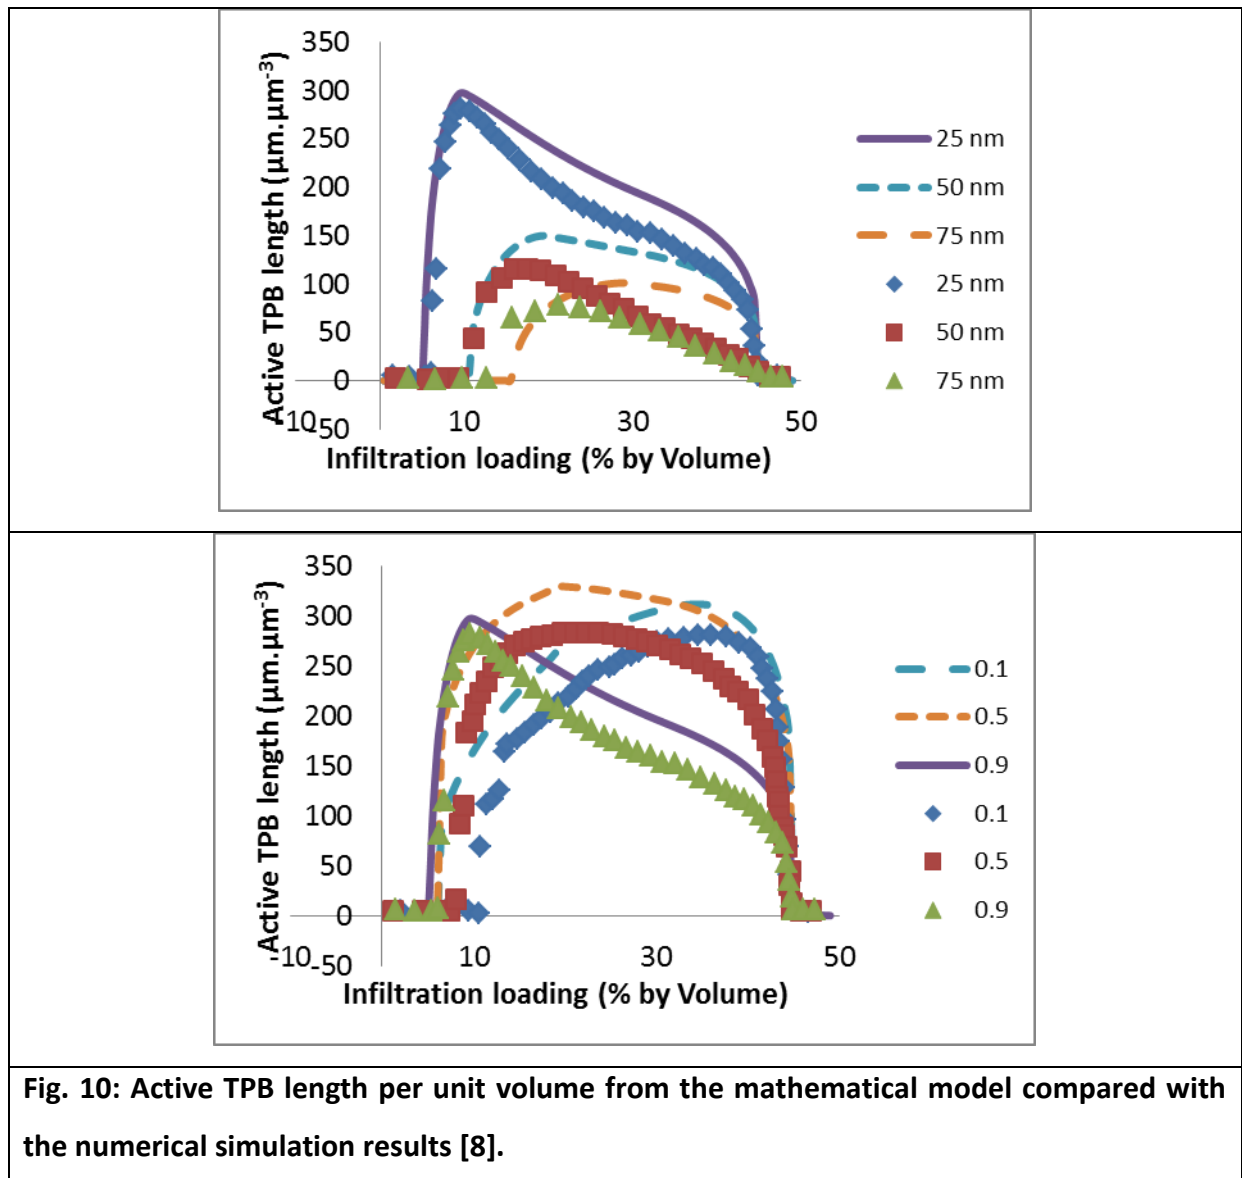 350
300
250
200
150
100
50
0
-50
Active TPB length (µm.µm⁻³)
-10
10
30
50
Infiltration loading (% by Volume)
25 nm
50 nm
75 nm
25 nm
50 nm
75 nm
350
300
250
200
150
100
50
0
-50
Active TPB length (µm.µm⁻³)
-10
10
30
50
Infiltration loading (% by Volume)
0.1
0.5
0.9
0.1
0.5
0.9
Fig. 10: Active TPB length per unit volume from the mathematical model compared with
the numerical simulation results [8].